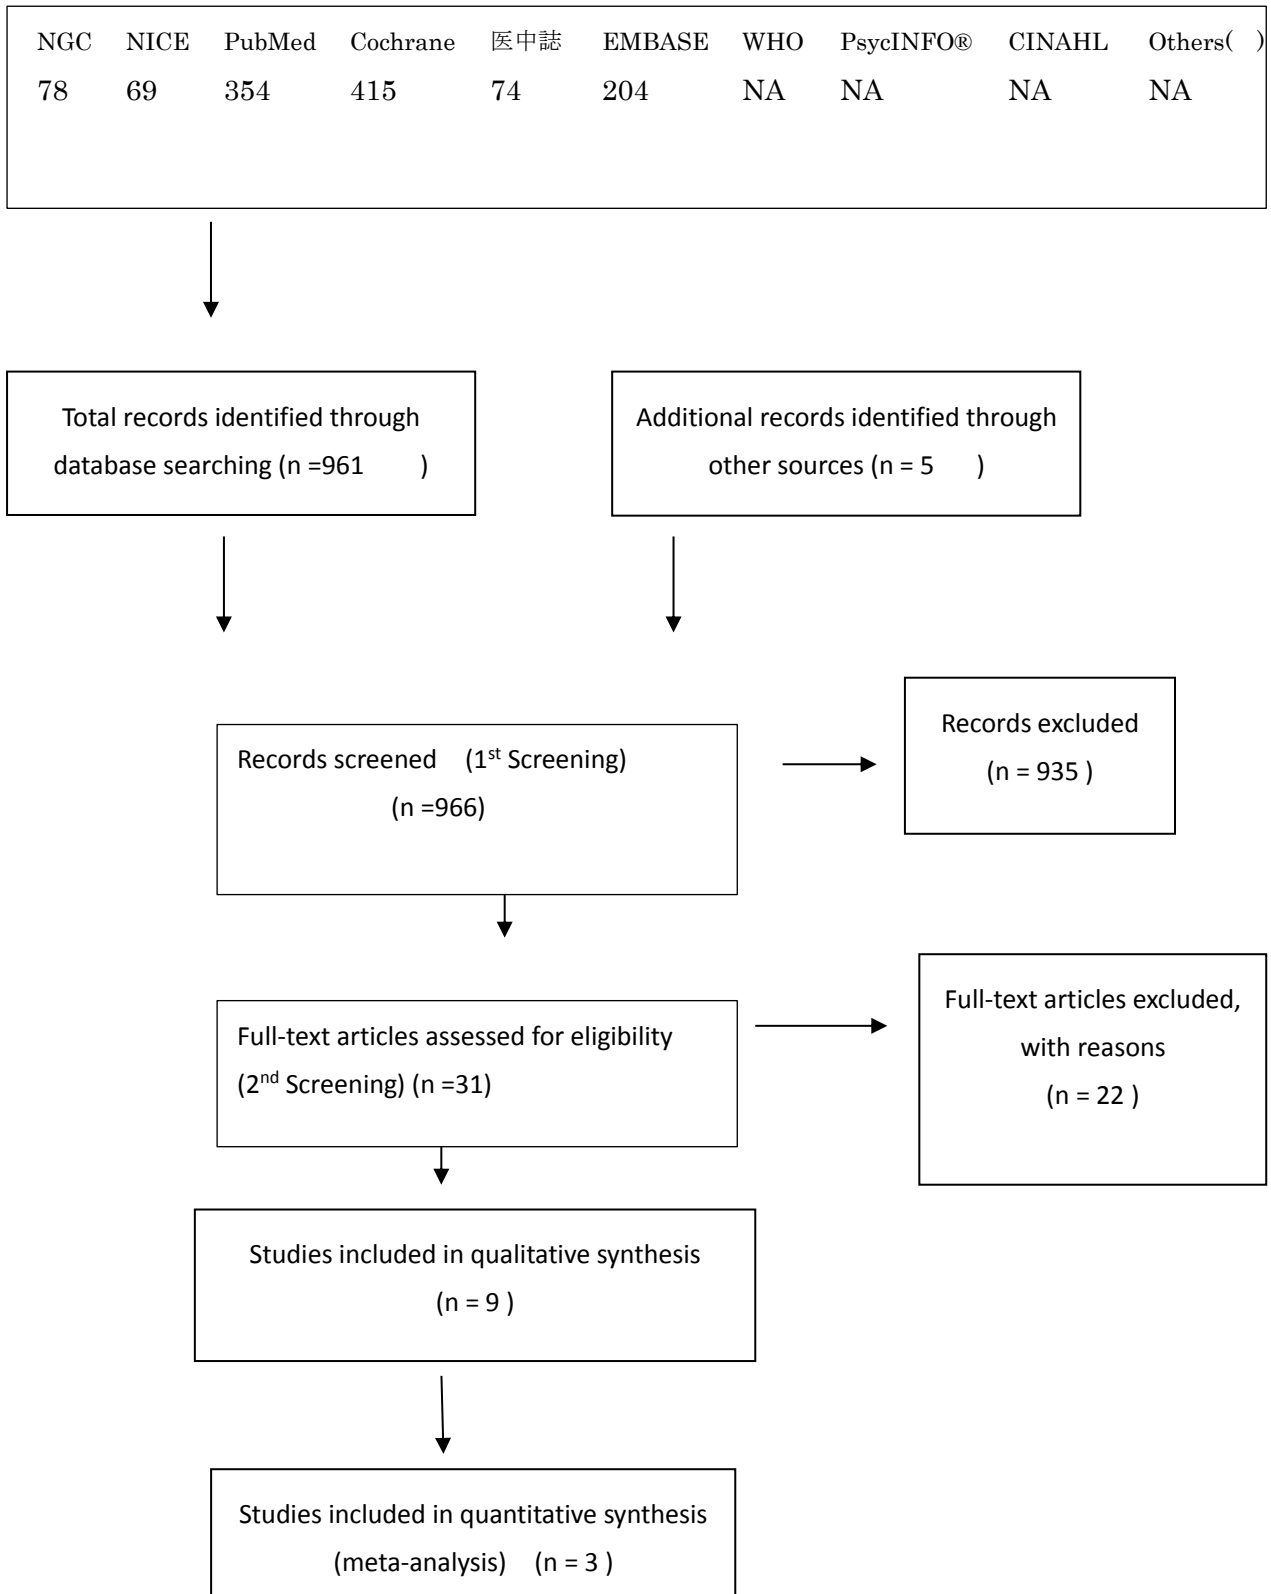 NGC NICE PubMed Cochrane 医中誌 EMBASE WHO PsycINFO® CINAHL Others( )
78 69 354 415 74 204 NA NA NA NA
Total records identified through
database searching (n =961 )
Additional records identified through
other sources (n = 5 )
Records screened (1st Screening)
(n =966)
Records excluded
(n = 935 )
Full-text articles assessed for eligibility
(2nd Screening) (n =31)
Full-text articles excluded,
with reasons
(n = 22 )
Studies included in qualitative synthesis
(n = 9 )
Studies included in quantitative synthesis
(meta-analysis) (n = 3 )